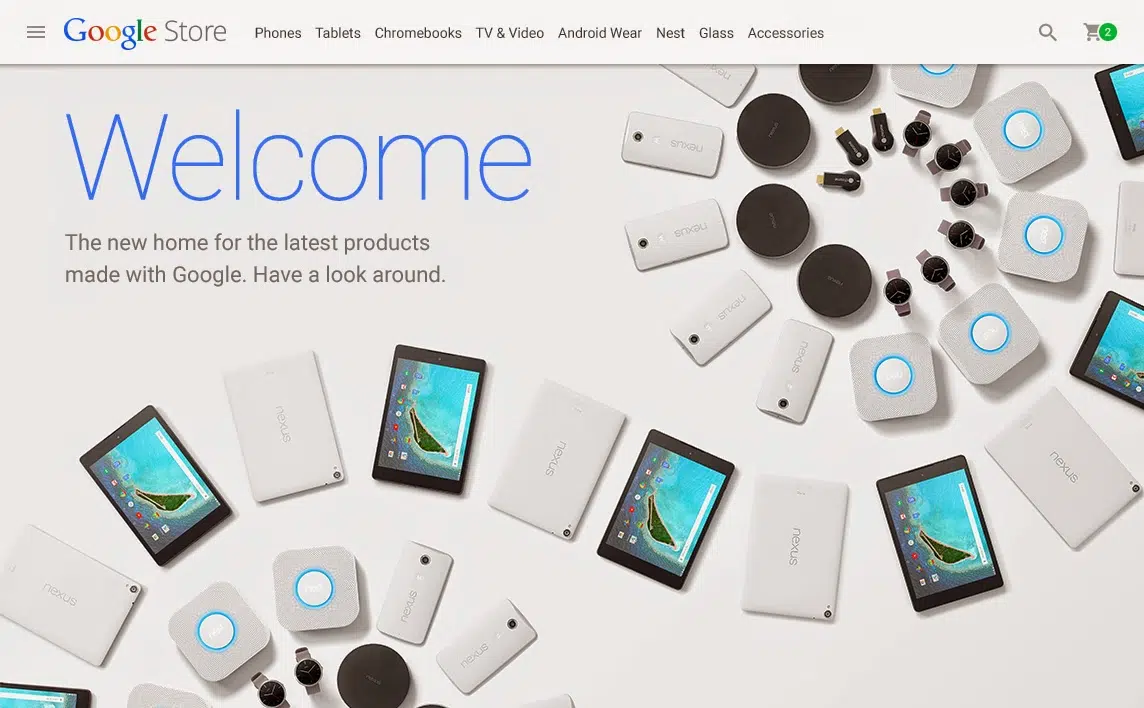 Google Store
Phones Tablets Chromebooks TV & Video Android Wear Nest Glass Accessories
2
Welcome
The new home for the latest products
made with Google. Have a look around.
nexus
nexus
nexus
nexus
nexus
nexus
nexus
nexus
nexus
nexus
nexus